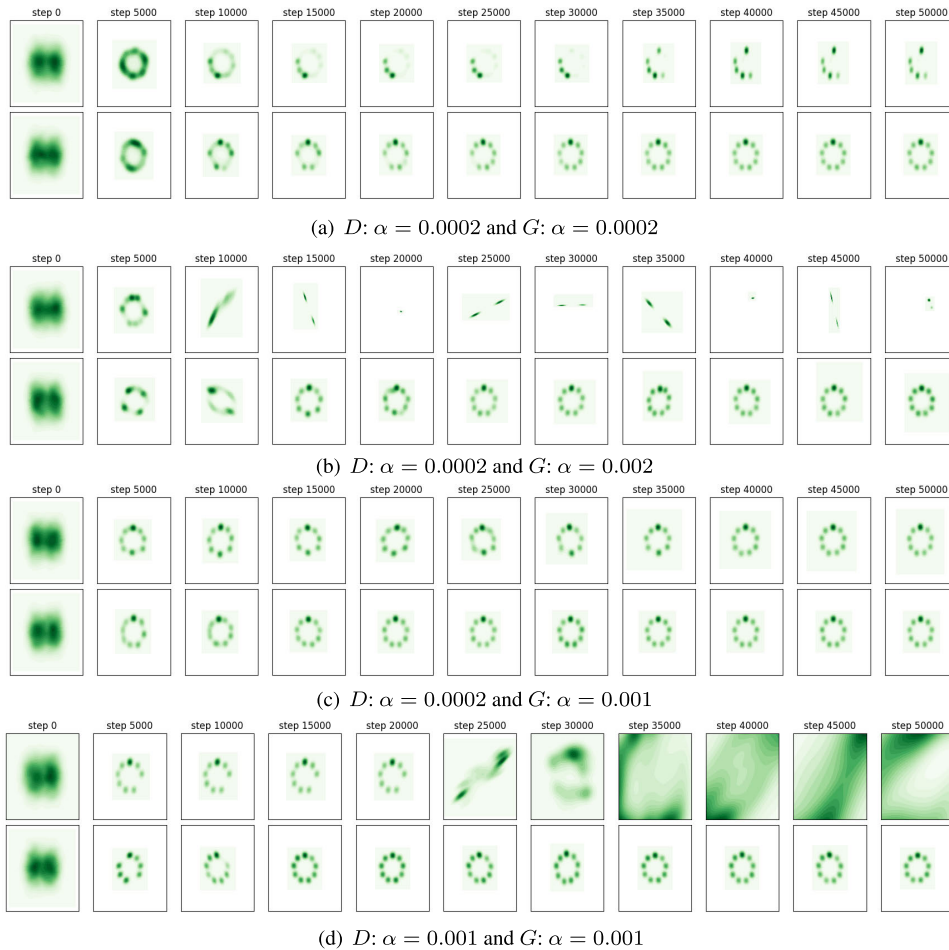 step 0 step 5000 step 10000 step 15000 step 20000 step 25000 step 30000 step 35000 step 40000 step 45000 step 50000
(a) D: α = 0.0002 and G: α = 0.0002
step 0 step 5000 step 10000 step 15000 step 20000 step 25000 step 30000 step 35000 step 40000 step 45000 step 50000
(b) D: α = 0.0002 and G: α = 0.002
step 0 step 5000 step 10000 step 15000 step 20000 step 25000 step 30000 step 35000 step 40000 step 45000 step 50000
(c) D: α = 0.0002 and G: α = 0.001
step 0 step 5000 step 10000 step 15000 step 20000 step 25000 step 30000 step 35000 step 40000 step 45000 step 50000
(d) D: α = 0.001 and G: α = 0.001